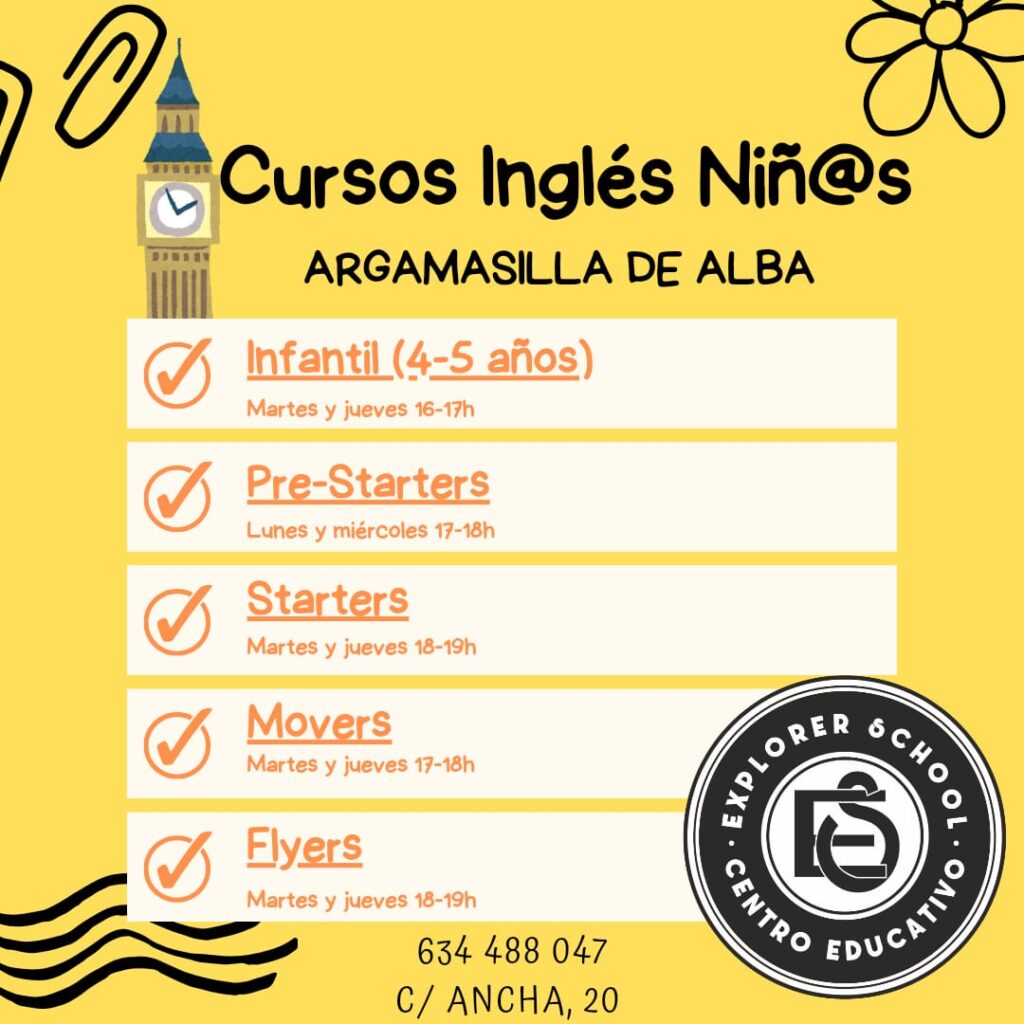 Cursos Inglés Niñ@s
ARGAMASILLA DE ALBA
Infantil (4-5 años)
Martes y jueves 16-17h
Pre-Starters
Lunes y miércoles 17-18h
Starters
Martes y jueves 18-19h
Movers
Martes y jueves 17-18h
Flyers
Martes y jueves 18-19h
EXPLORER SCHOOL
ESC
CENTRO EDUCATIVO
634 488 047
C/ ANCHA, 20